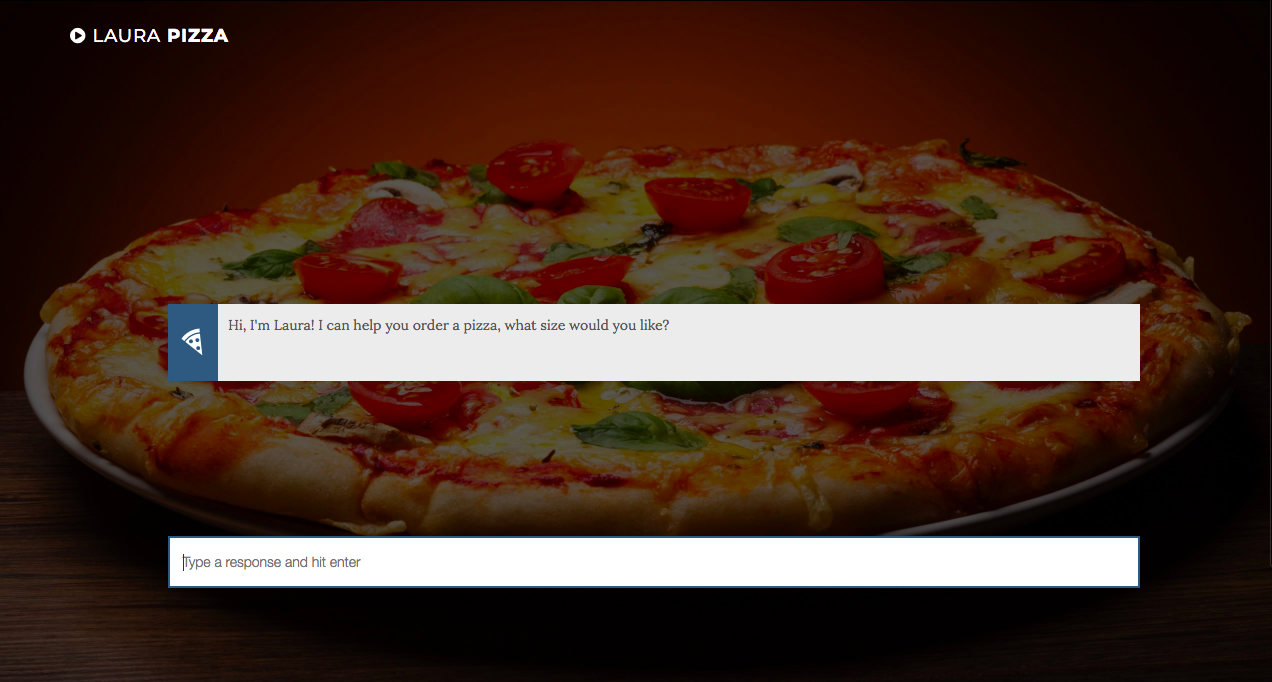 LAURA PIZZA
Hi, I'm Laura! I can help you order a pizza, what size would you like?
Type a response and hit enter